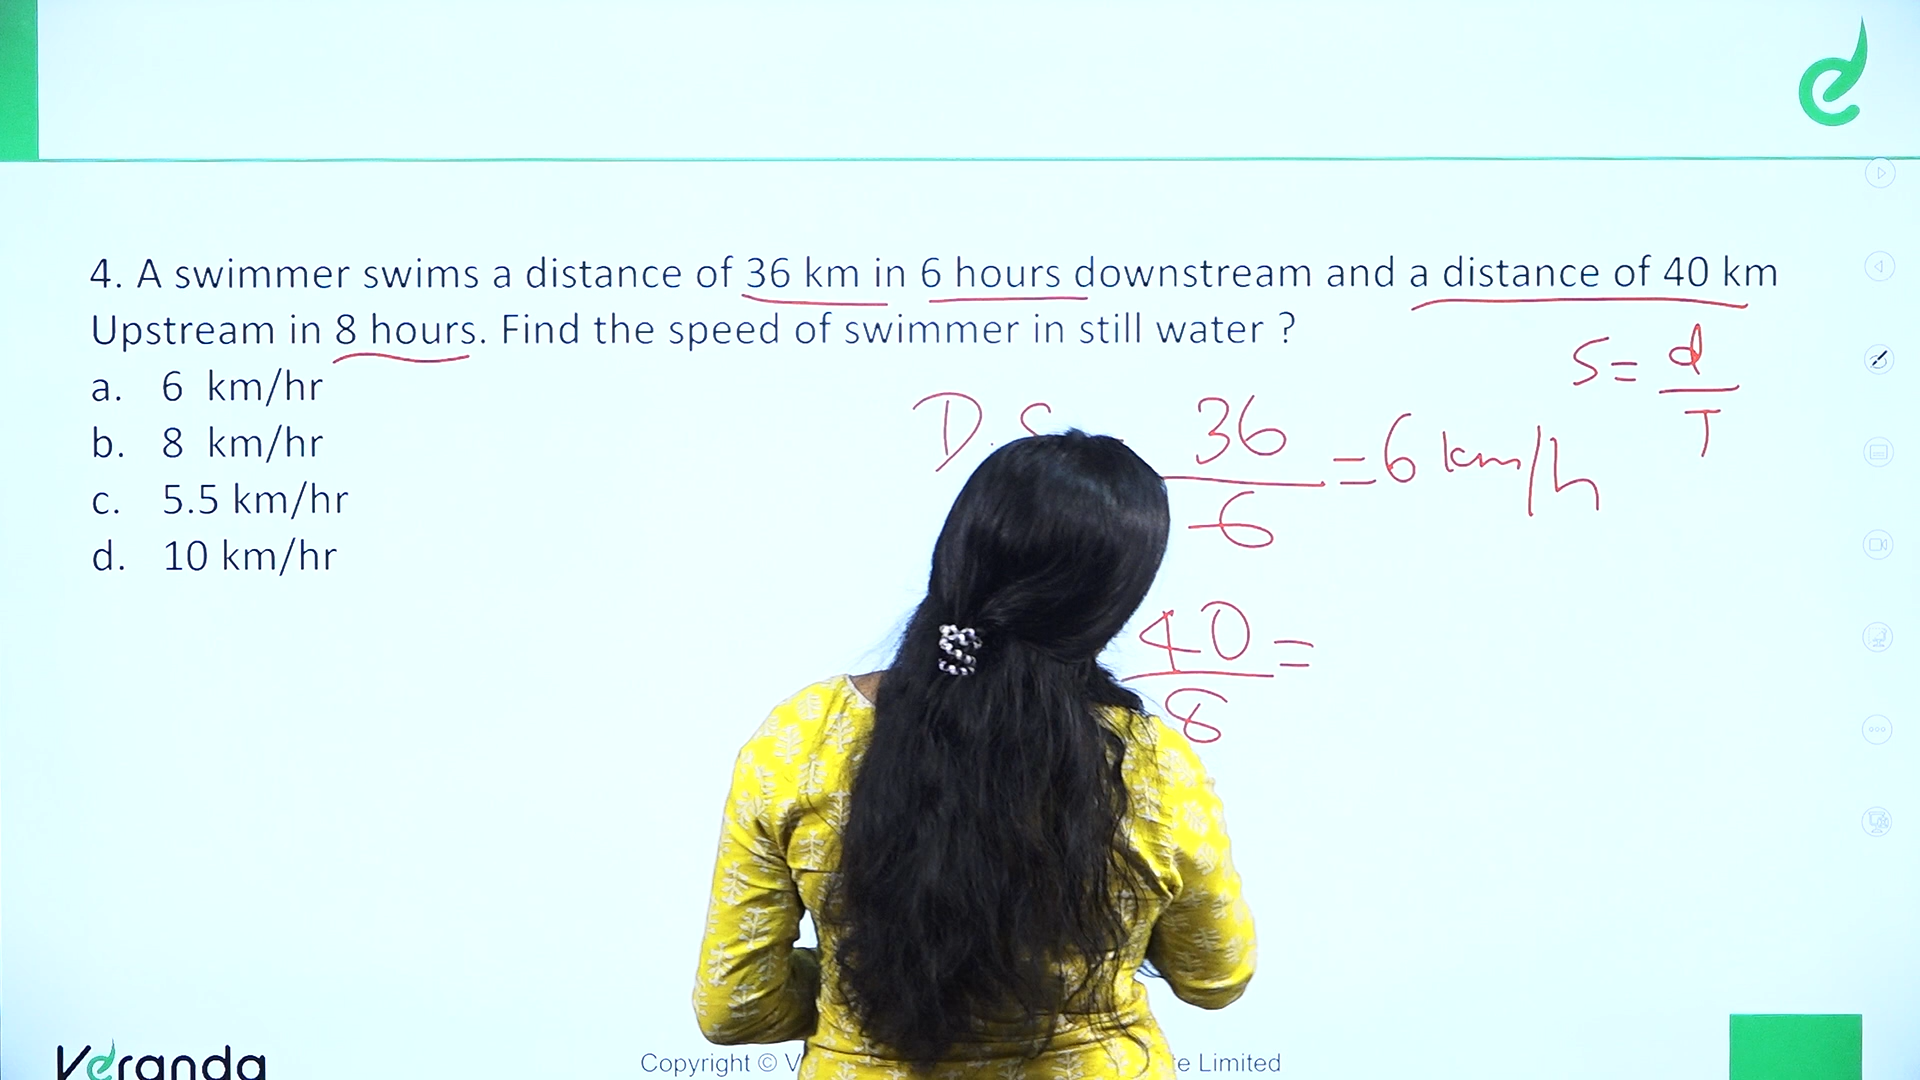 4. A swimmer swims a distance of 36 km in 6 hours downstream and a distance of 40 km
Upstream in 8 hours. Find the speed of swimmer in still water ?
a. 6 km/hr
b. 8 km/hr
c. 5.5 km/hr
d. 10 km/hr
S = d
T
D.S
36
6
= 6 km/h
40 =
8
Veranda
Copyright © V
e Limited